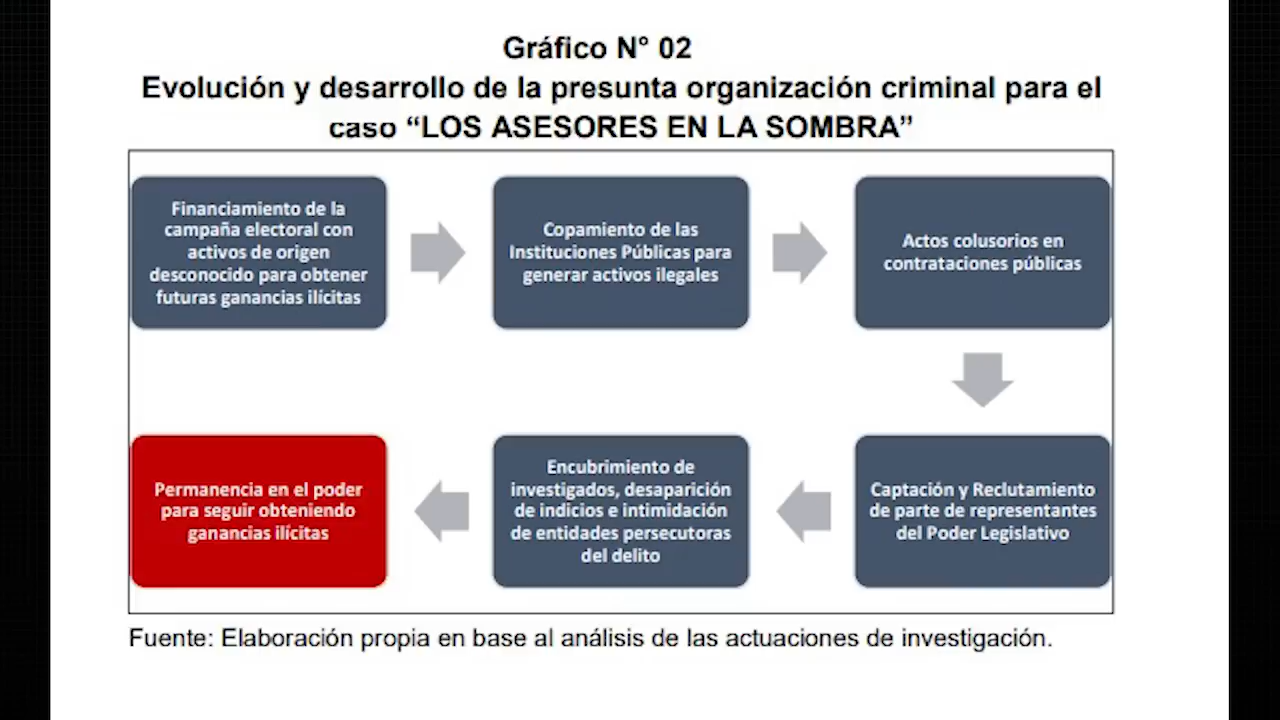 Gráfico N° 02
Evolución y desarrollo de la presunta organización criminal para el
caso “LOS ASESORES EN LA SOMBRA”
Financiamiento de la
campaña electoral con
activos de origen
desconocido para obtener
futuras ganancias ilícitas
Copamiento de las
Instituciones Públicas para
generar activos ilegales
Actos colusorios en
contrataciones públicas
Captación y Reclutamiento
de parte de representantes
del Poder Legislativo
Encubrimiento de
investigados, desaparición
de indicios e intimidación
de entidades persecutoras
del delito
Permanencia en el poder
para seguir obteniendo
ganancias ilícitas
Fuente: Elaboración propia en base al análisis de las actuaciones de investigación.